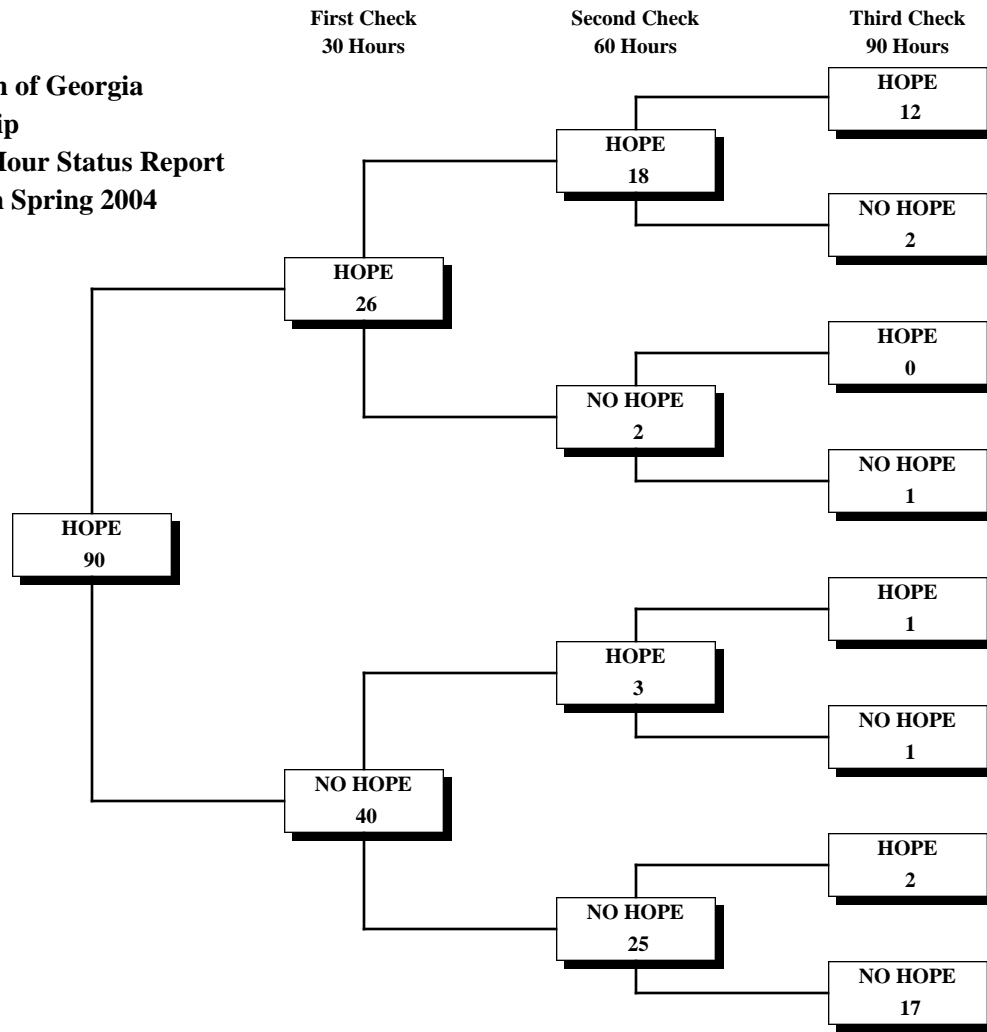 First Check
30 Hours
Second Check
60 Hours
Third Check
90 Hours
of Georgia
Status Report
Spring 2004
HOPE
90
HOPE
26
NO HOPE
40
HOPE
18
NO HOPE
2
HOPE
3
NO HOPE
25
HOPE
12
NO HOPE
2
HOPE
0
NO HOPE
1
HOPE
1
NO HOPE
1
HOPE
2
NO HOPE
17